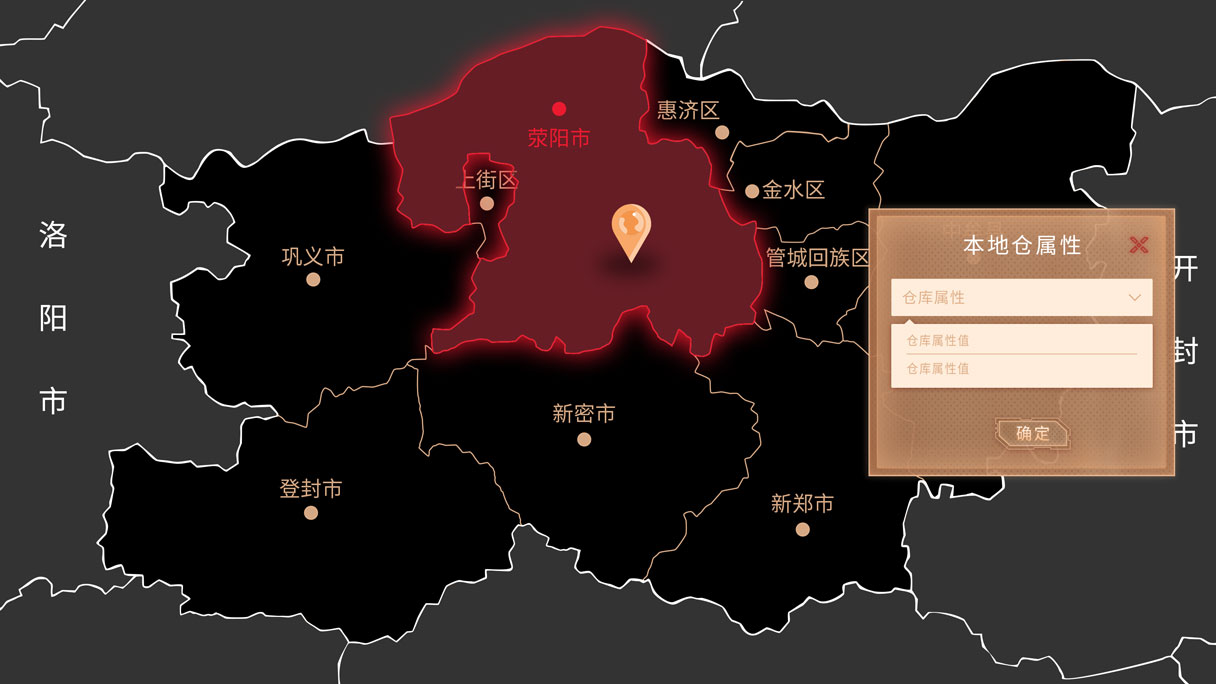 惠济区
荥阳市
上街区
金水区
洛阳市
巩义市
管城回族区
开封市
新密市
登封市
新郑市
本地仓属性
仓库属性
仓库属性值
仓库属性值
确定